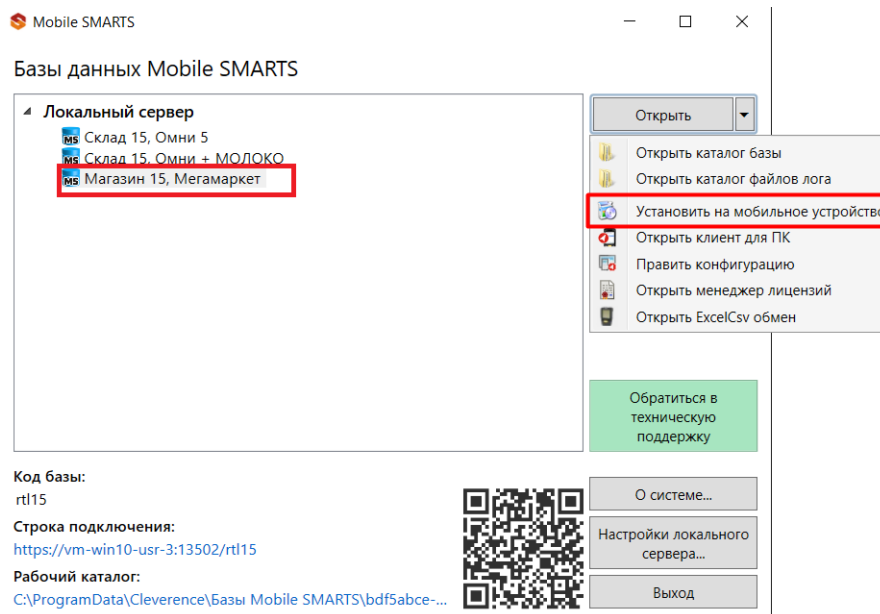 Mobile SMARTS
Базы данных Mobile SMARTS
Локальный сервер
Склад 15, Омни 5
Склад 15, Омни + МОЛОКО
Магазин 15, Мегамаркет
Открыть
Открыть каталог базы
Открыть каталог файлов лога
Установить на мобильное устройство
Открыть клиент для ПК
Править конфигурацию
Открыть менеджер лицензий
Открыть ExcelCsv обмен
Обратиться в
техническую
поддержку
Код базы:
rtl15
Строка подключения:
https://vm-win10-usr-3:13502/rtl15
Рабочий каталог:
C:\ProgramData\Cleverence\Базы Mobile SMARTS\bdf5abce-...
О системе...
Настройки локального
сервера...
Выход